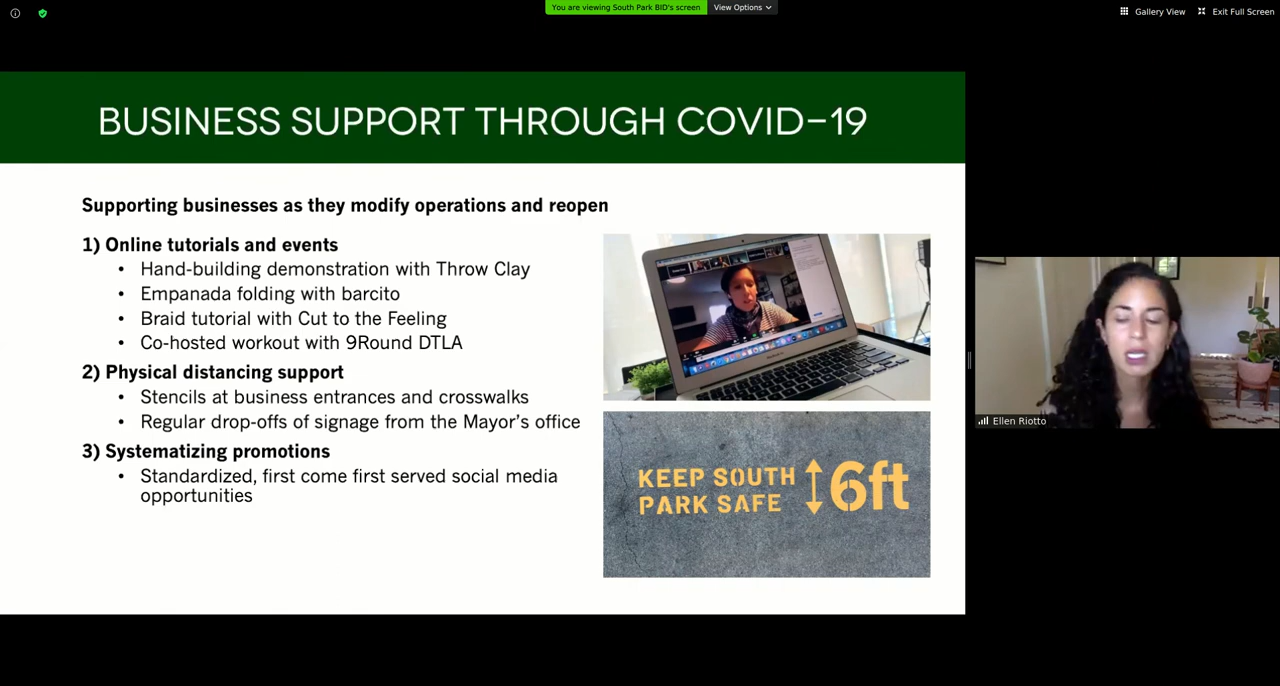 You are viewing South Park BID's screen
View Options
Gallery View
Exit Full Screen
BUSINESS SUPPORT THROUGH COVID-19
Supporting businesses as they modify operations and reopen
1) Online tutorials and events
• Hand-building demonstration with Throw Clay
• Empanada folding with barcito
• Braid tutorial with Cut to the Feeling
• Co-hosted workout with 9Round DTLA
2) Physical distancing support
• Stencils at business entrances and crosswalks
• Regular drop-offs of signage from the Mayor's office
3) Systematizing promotions
• Standardized, first come first served social media
opportunities
KEEP SOUTH
PARK SAFE
6ft
Ellen Riotto